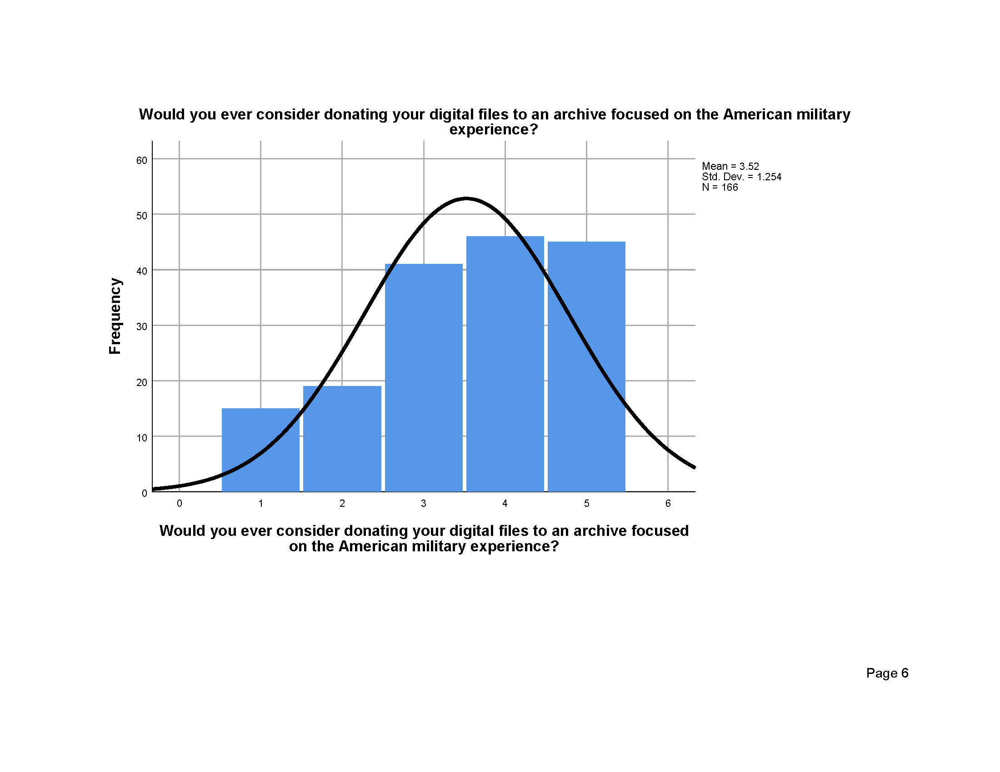 Would you ever consider donating your digital files to an archive focused on the American military
experience?
60
50
40
30
20
10
0
Frequency
0 1 2 3 4 5 6
Mean = 3.52
Std. Dev. = 1.254
N = 166
Would you ever consider donating your digital files to an archive focused
on the American military experience?
Page 6